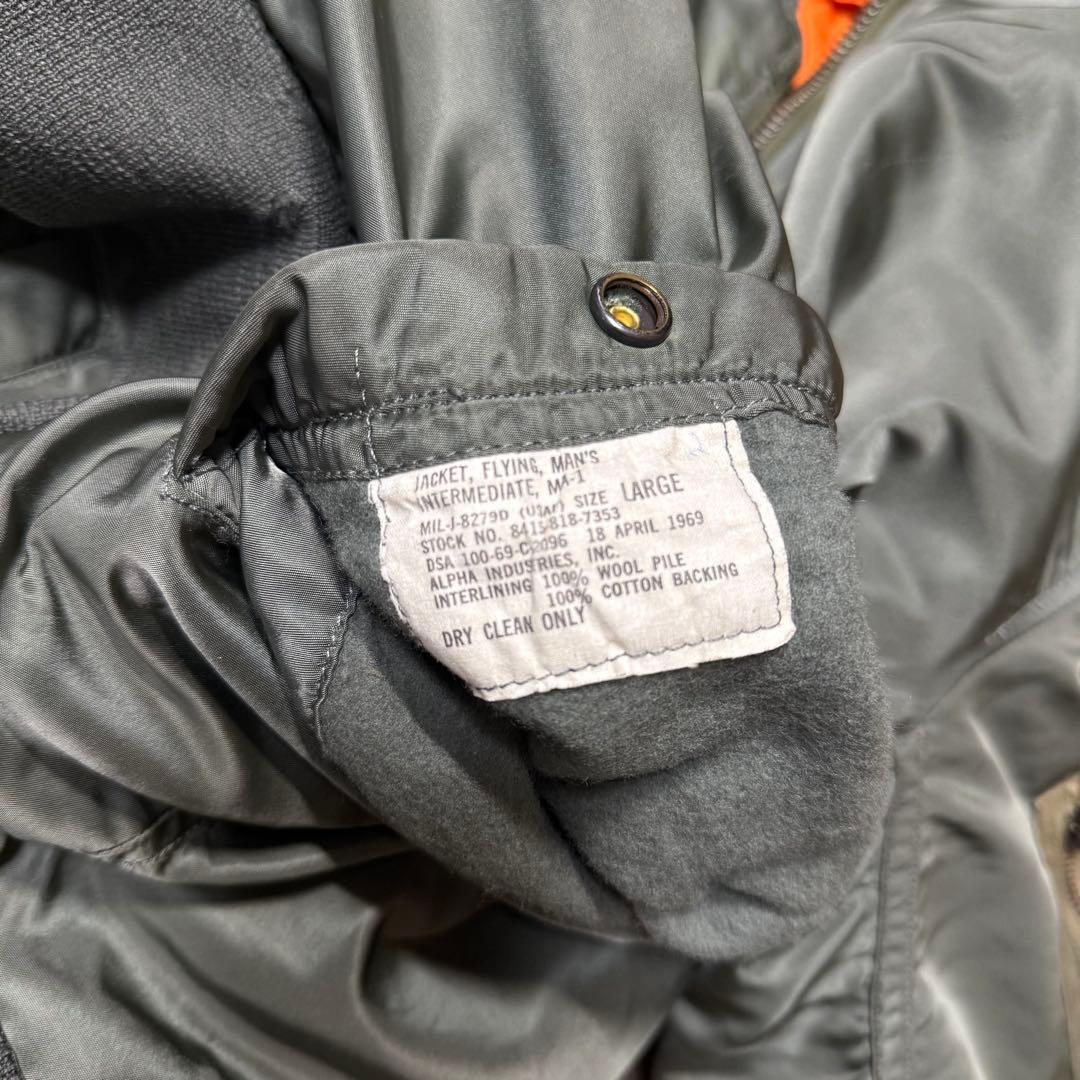 JACKET, FLYING, MAN'S
INTERMEDIATE, MA-1
MIL-J-8279D (USAF) SIZE LARGE
STOCK NO. 8415-818-7353
DSA 100-69-C-2096 18 APRIL 1969
ALPHA INDUSTRIES, INC.
INTERLINING 100% WOOL PILE
100% COTTON BACKING
DRY CLEAN ONLY
2